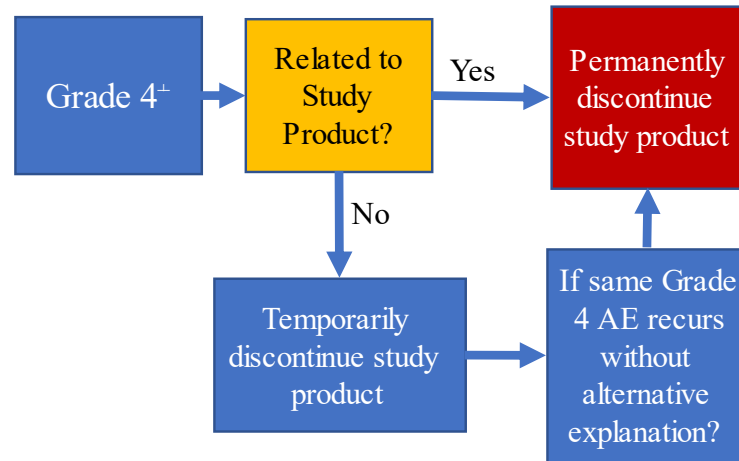 Grade 4±
Related to
Study
Product?
Yes
Permanently
discontinue
study product
No
Temporarily
discontinue study
product
If same Grade
4 AE recurs
without
alternative
explanation?